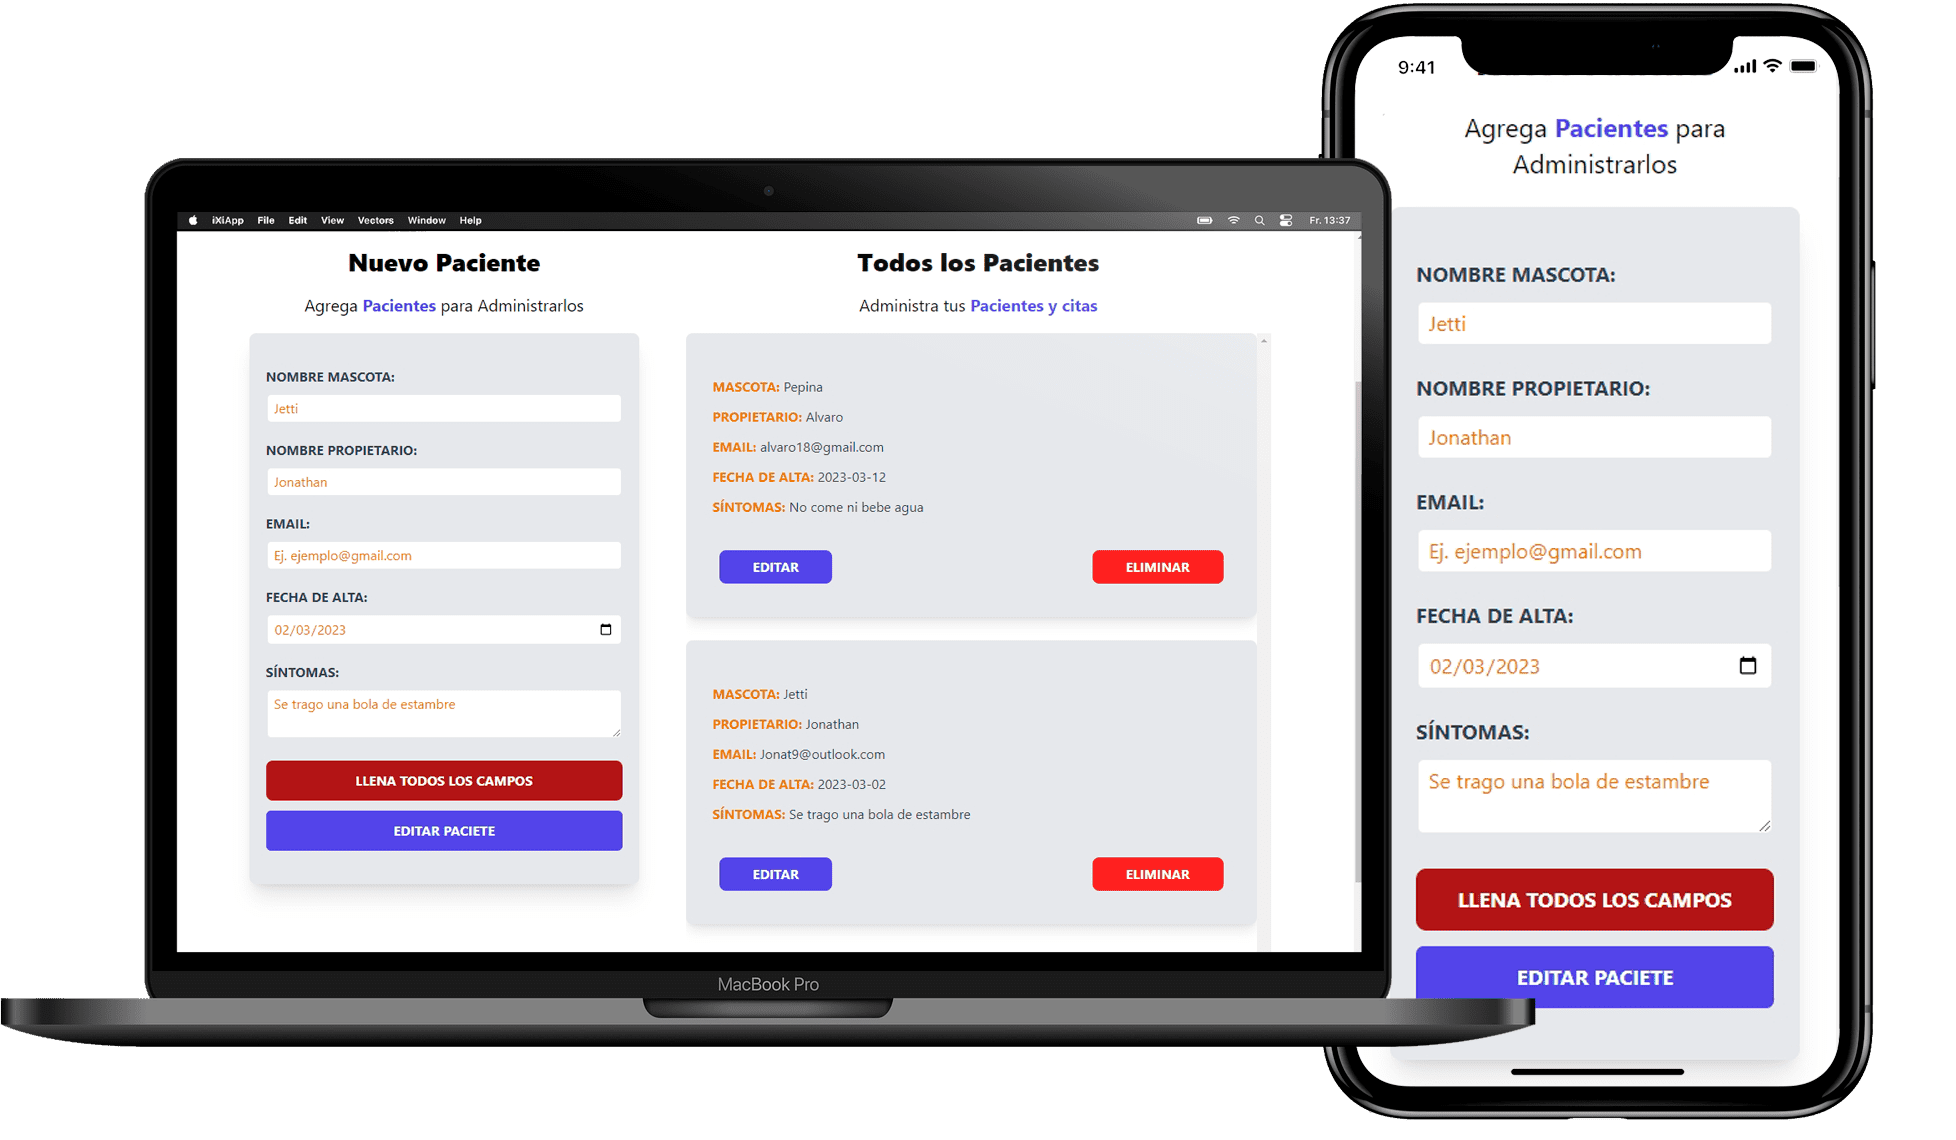 iXiApp File Edit View Vectors Window Help
Fr. 13:37
Nuevo Paciente
Agrega Pacientes para Administrarlos
NOMBRE MASCOTA:
Jetti
NOMBRE PROPIETARIO:
Jonathan
EMAIL:
Ej. ejemplo@gmail.com
FECHA DE ALTA:
02/03/2023
SÍNTOMAS:
Se trago una bola de estambre
LLENA TODOS LOS CAMPOS
EDITAR PACIETE
Todos los Pacientes
Administra tus Pacientes y citas
MASCOTA: Pepina
PROPIETARIO: Alvaro
EMAIL: alvaro18@gmail.com
FECHA DE ALTA: 2023-03-12
SÍNTOMAS: No come ni bebe agua
EDITAR
ELIMINAR
MASCOTA: Jetti
PROPIETARIO: Jonathan
EMAIL: Jonat9@outlook.com
FECHA DE ALTA: 2023-03-02
SÍNTOMAS: Se trago una bola de estambre
EDITAR
ELIMINAR
MacBook Pro
9:41
Agrega Pacientes para
Administrarlos
NOMBRE MASCOTA:
Jetti
NOMBRE PROPIETARIO:
Jonathan
EMAIL:
Ej. ejemplo@gmail.com
FECHA DE ALTA:
02/03/2023
SÍNTOMAS:
Se trago una bola de estambre
LLENA TODOS LOS CAMPOS
EDITAR PACIETE